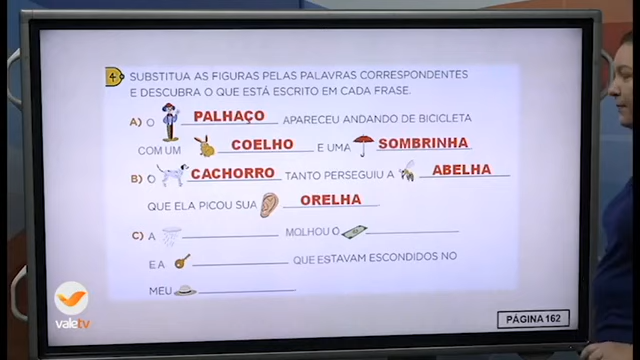 4 SUBSTITUA AS FIGURAS PELAS PALAVRAS CORRESPONDENTES
E DESCUBRA O QUE ESTÁ ESCRITO EM CADA FRASE.
A) O PALHAÇO APARECEU ANDANDO DE BICICLETA
COM UM COELHO E UMA SOMBRINHA
B) O CACHORRO TANTO PERSEGUIU A ABELHA
QUE ELA PICOU SUA ORELHA
C) A MOLHOU O
E A QUE ESTAVAM ESCONDIDOS NO
MEU
valetv
PÁGINA 162